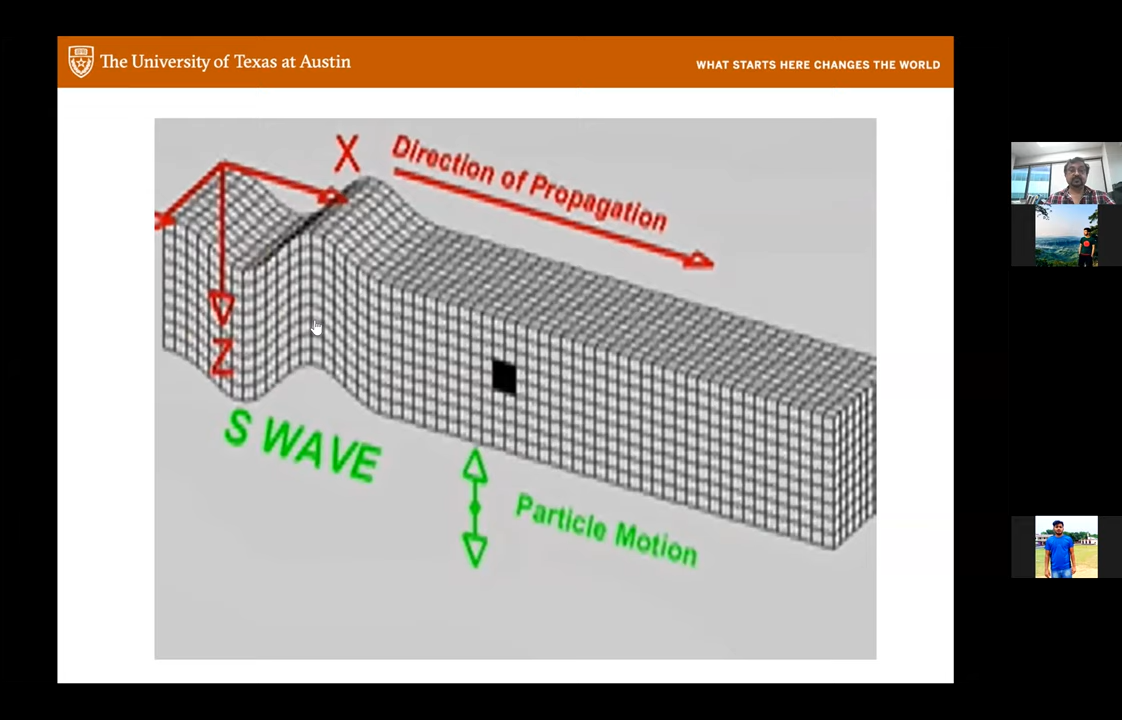 The University of Texas at Austin
WHAT STARTS HERE CHANGES THE WORLD
X
Direction of Propagation
Z
S WAVE
Particle Motion